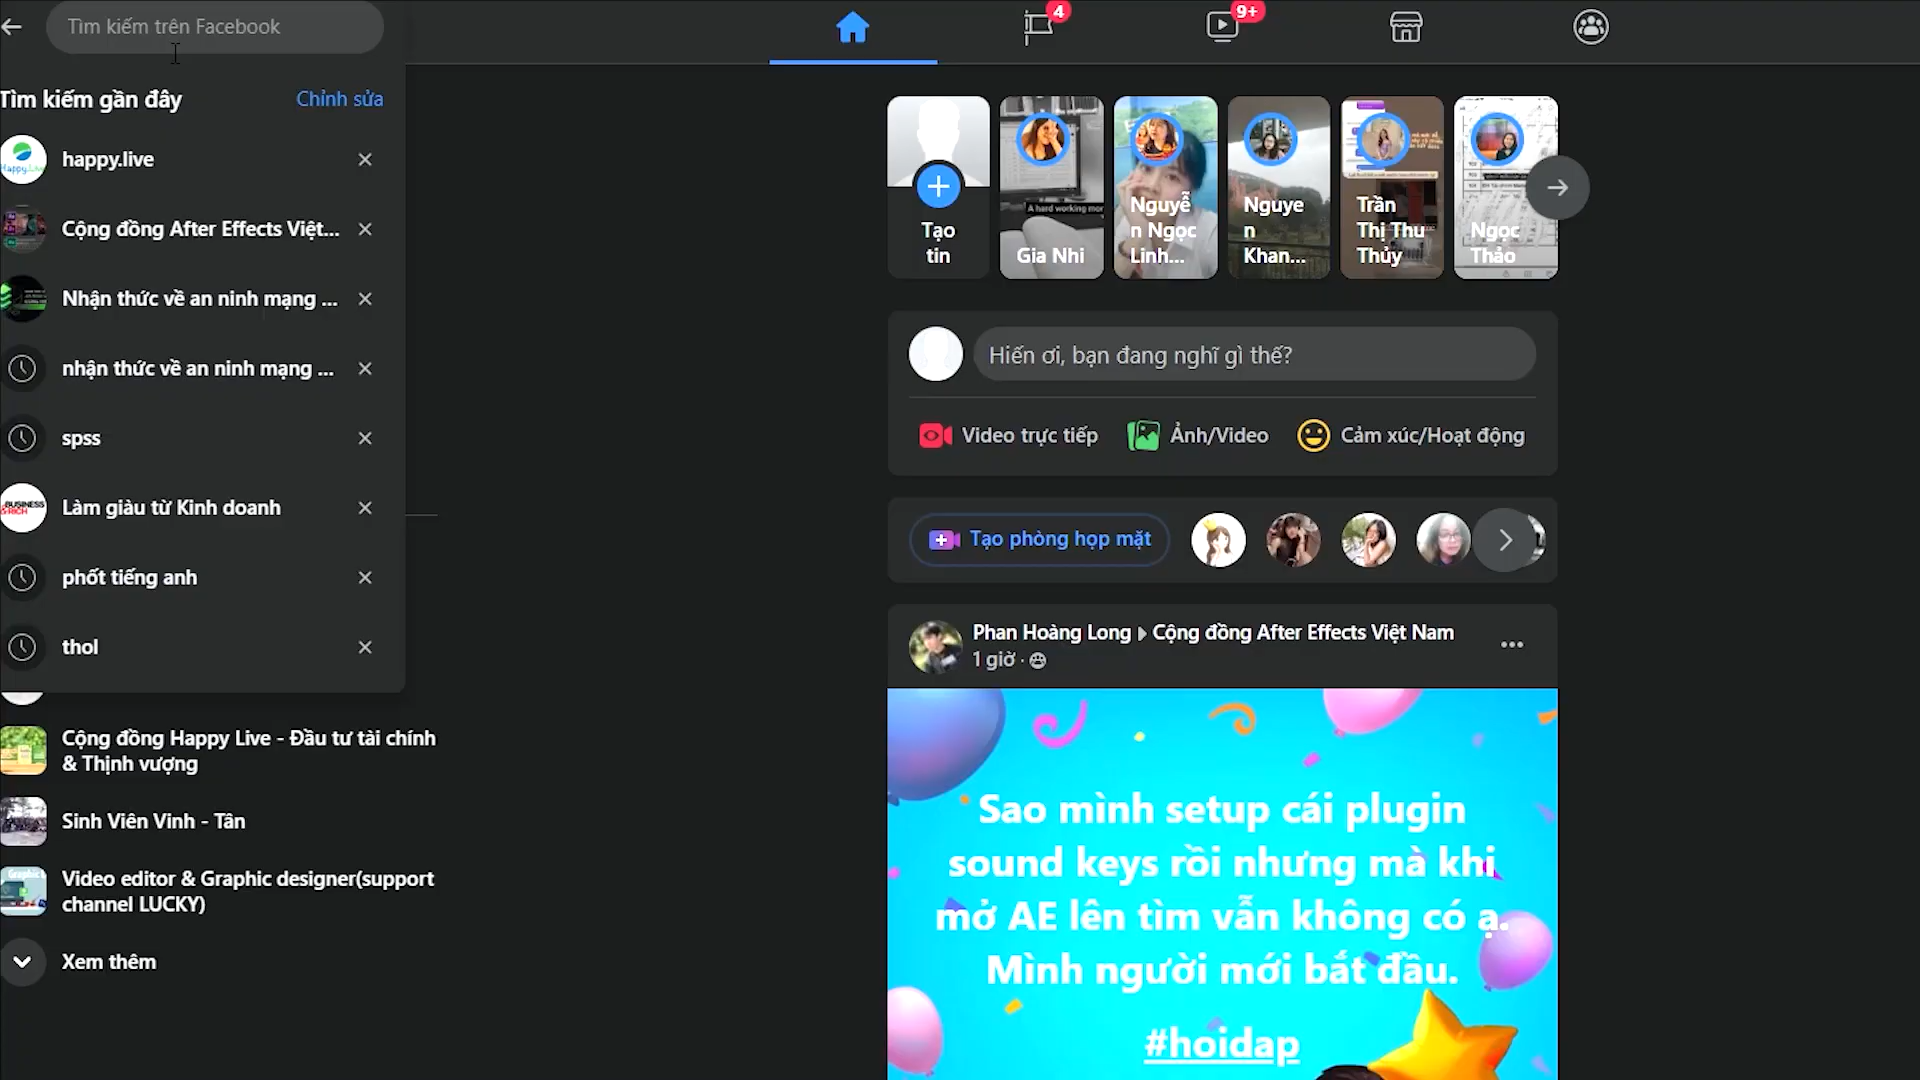 Tìm kiếm trên Facebook
4
9+
Tìm kiếm gần đây
Chỉnh sửa
happy.live
Cộng đồng After Effects Việt...
Nhận thức về an ninh mạng ...
nhận thức về an ninh mạng ...
spss
Làm giàu từ Kinh doanh
phốt tiếng anh
thol
Cộng đồng Happy Live - Đầu tư tài chính
& Thịnh vượng
Sinh Viên Vinh - Tân
Video editor & Graphic designer(support
channel LUCKY)
Xem thêm
Tạo
tin
A hard working mor
Gia Nhi
Nguyễ
n Ngọc
Linh...
Nguye
n
Khan...
Trần
Thị Thu
Thủy
Ngọc
Thảo
Hiến ơi, bạn đang nghĩ gì thế?
Video trực tiếp
Ảnh/Video
Cảm xúc/Hoạt động
Tạo phòng họp mặt
Phan Hoàng Long
Cộng đồng After Effects Việt Nam
1 giờ ·
Sao mình setup cái plugin
sound keys rồi nhưng mà khi
mở AE lên tìm vẫn không có ạ.
Mình người mới bắt đầu.
#hoidap